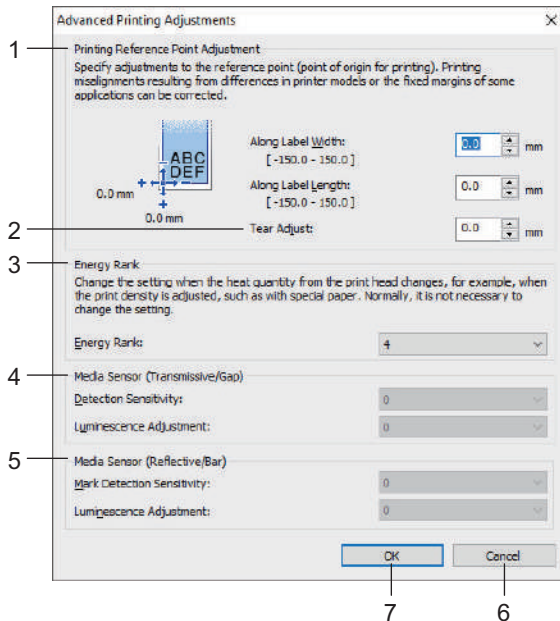 Advanced Printing Adjustments
1
Printing Reference Point Adjustment
Specify adjustments to the reference point (point of origin for printing). Printing
misalignments resulting from differences in printer models or the fixed margins of some
applications can be corrected.
ABC
DEF
0.0 mm
0.0 mm
Along Label Width:
[ -150.0 - 150.0 ]
0.0 mm
Along Label Length:
[ -150.0 - 150.0 ]
0.0 mm
2
Tear Adjust:
0.0 mm
3
Energy Rank
Change the setting when the heat quantity from the print head changes, for example, when
the print density is adjusted, such as with special paper. Normally, it is not necessary to
change the setting.
Energy Rank:
4
4
Media Sensor (Transmissive/Gap)
Detection Sensitivity:
0
Luminescence Adjustment:
0
5
Media Sensor (Reflective/Bar)
Mark Detection Sensitivity:
0
Luminescence Adjustment:
0
OK
Cancel
7
6